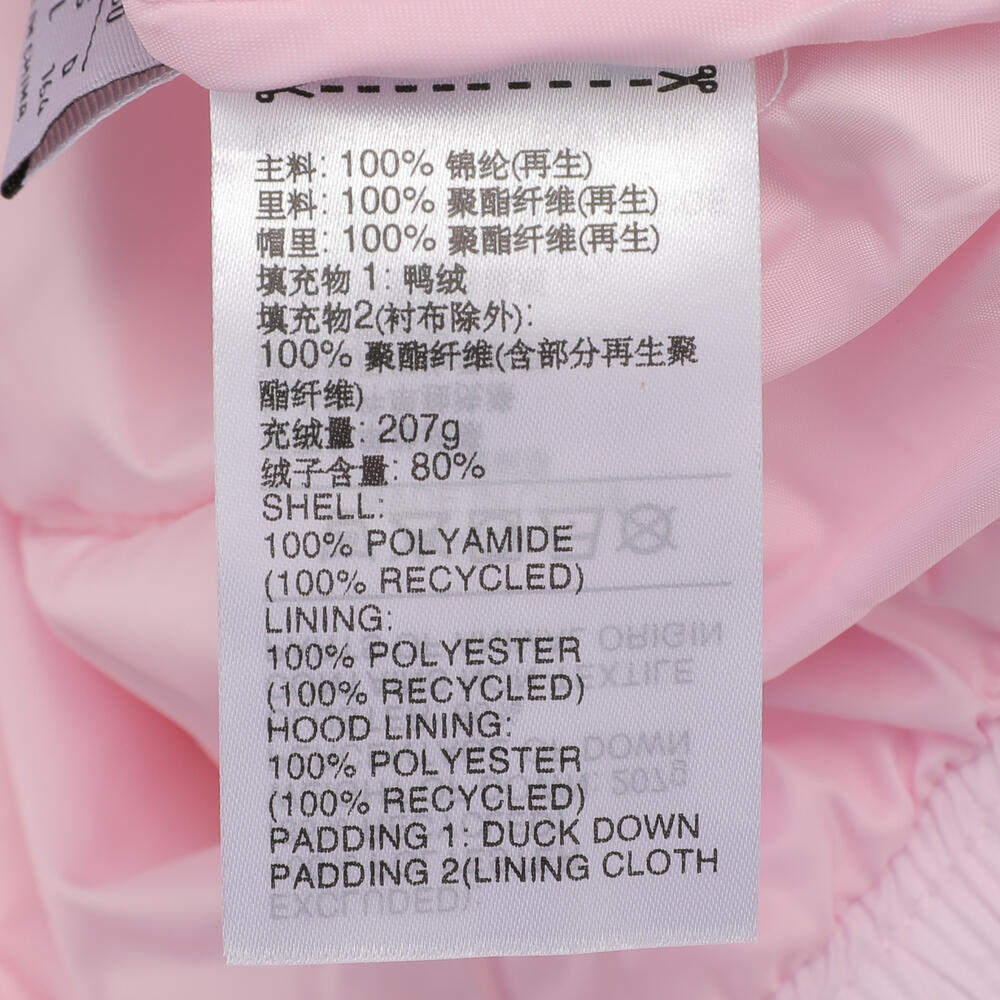 主料: 100% 锦纶(再生)
里料: 100% 聚酯纤维(再生)
帽里: 100% 聚酯纤维(再生)
填充物 1: 鸭绒
填充物2(衬布除外):
100% 聚酯纤维(含部分再生聚
酯纤维)
充绒量: 207g
绒子含量: 80%
SHELL:
100% POLYAMIDE
(100% RECYCLED)
LINING:
100% POLYESTER
(100% RECYCLED)
HOOD LINING:
100% POLYESTER
(100% RECYCLED)
PADDING 1: DUCK DOWN
PADDING 2(LINING CLOTH
EXCLUDED):